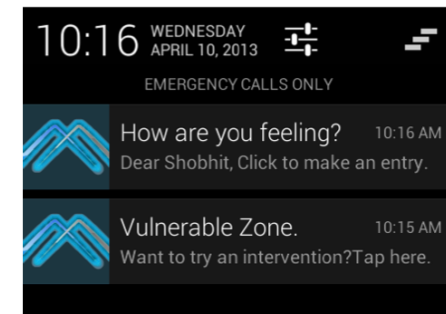 10:16 WEDNESDAY
APRIL 10, 2013
EMERGENCY CALLS ONLY
How are you feeling? 10:16 AM
Dear Shobhit, Click to make an entry.
Vulnerable Zone. 10:15 AM
Want to try an intervention?Tap here.